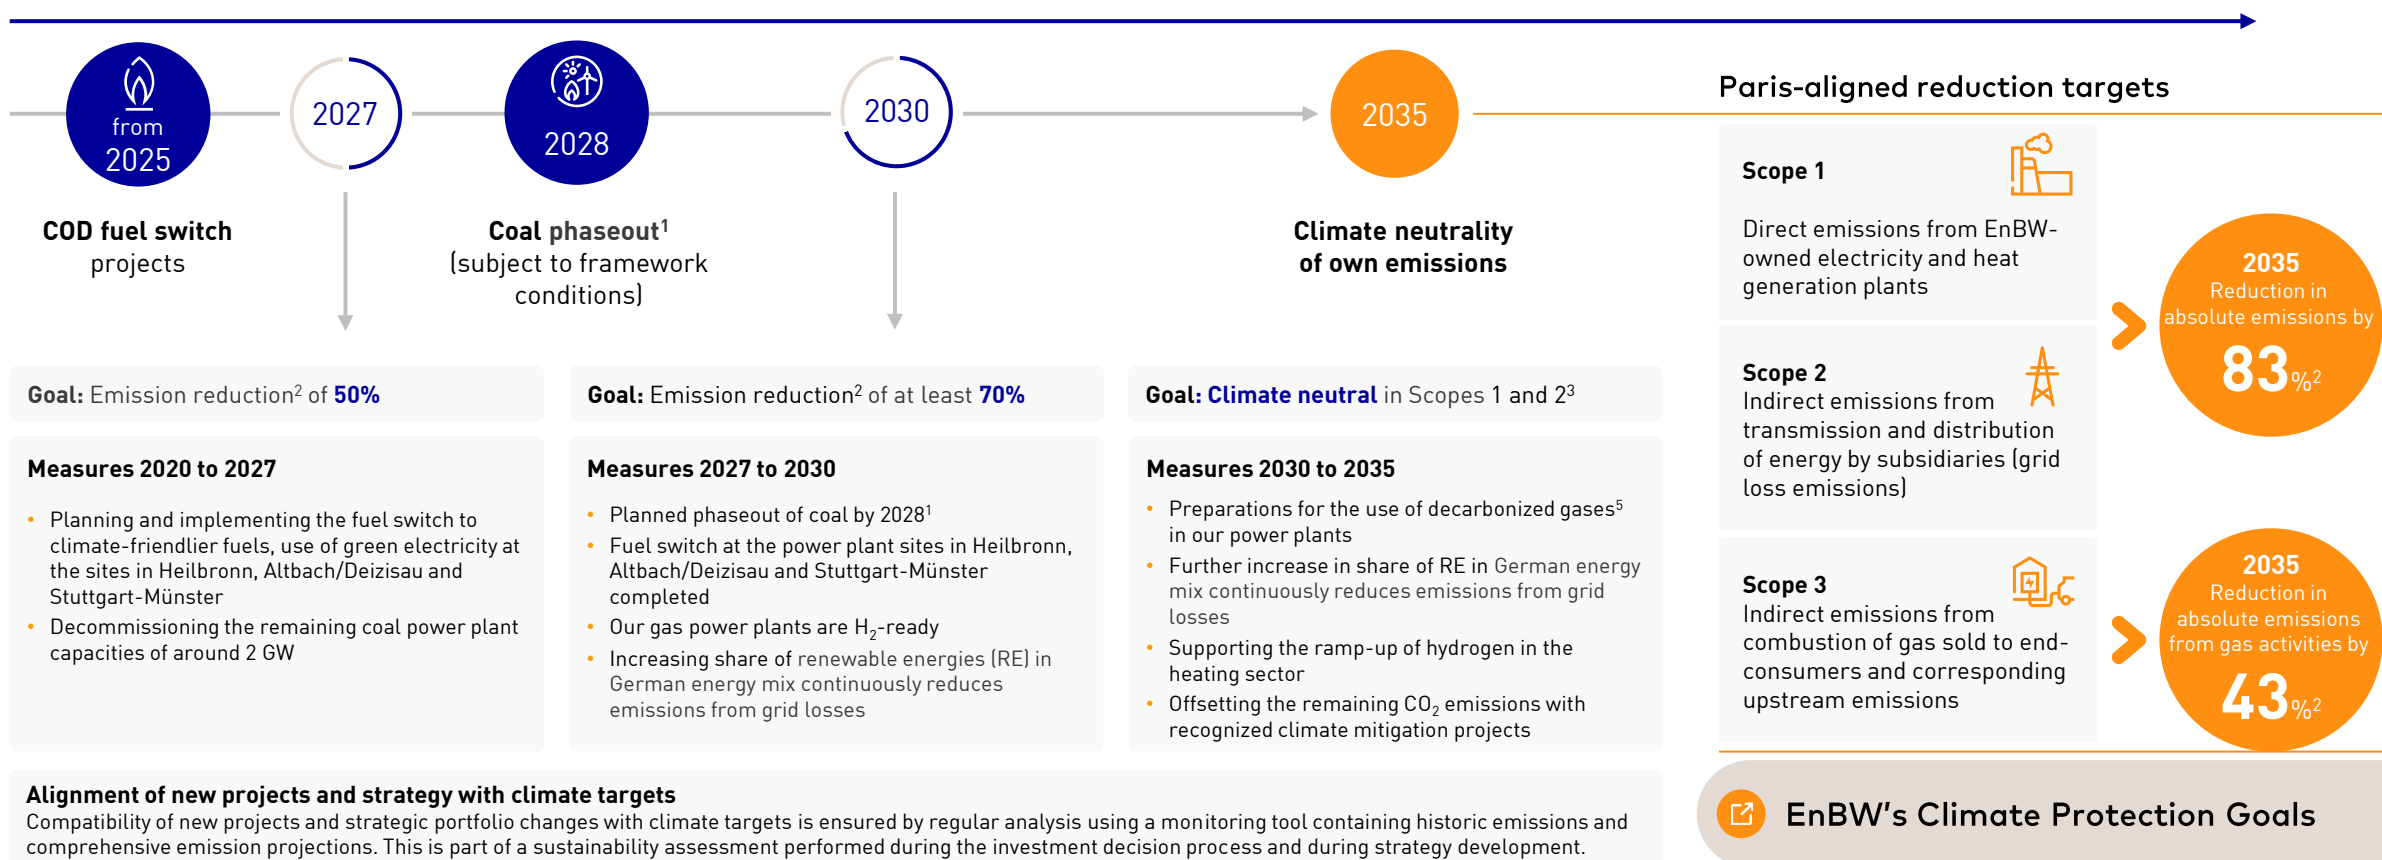 from
2025
2027
2028
2030
2035
COD fuel switch
projects
Coal phaseout¹
(subject to framework
conditions)
Climate neutrality
of own emissions
Goal: Emission reduction² of 50%
Measures 2020 to 2027
• Planning and implementing the fuel switch to
climate-friendlier fuels, use of green electricity at
the sites in Heilbronn, Altbach/Deizisau and
Stuttgart-Münster
• Decommissioning the remaining coal power plant
capacities of around 2 GW
Goal: Emission reduction² of at least 70%
Measures 2027 to 2030
• Planned phaseout of coal by 2028¹
• Fuel switch at the power plant sites in Heilbronn,
Altbach/Deizisau and Stuttgart-Münster
completed
• Our gas power plants are H₂-ready
• Increasing share of renewable energies (RE) in
German energy mix continuously reduces
emissions from grid losses
Goal: Climate neutral in Scopes 1 and 2³
Measures 2030 to 2035
• Preparations for the use of decarbonized gases⁵
in our power plants
• Further increase in share of RE in German energy
mix continuously reduces emissions from grid
losses
• Supporting the ramp-up of hydrogen in the
heating sector
• Offsetting the remaining CO₂ emissions with
recognized climate mitigation projects
Alignment of new projects and strategy with climate targets
Compatibility of new projects and strategic portfolio changes with climate targets is ensured by regular analysis using a monitoring tool containing historic emissions and
comprehensive emission projections. This is part of a sustainability assessment performed during the investment decision process and during strategy development.
Paris-aligned reduction targets
Scope 1
Direct emissions from EnBW-
owned electricity and heat
generation plants
Scope 2
Indirect emissions from
transmission and distribution
of energy by subsidiaries (grid
loss emissions)
2035
Reduction in
absolute emissions by
83%²
Scope 3
Indirect emissions from
combustion of gas sold to end-
consumers and corresponding
upstream emissions
2035
Reduction in
absolute emissions
from gas activities by
43%²
EnBW's Climate Protection Goals